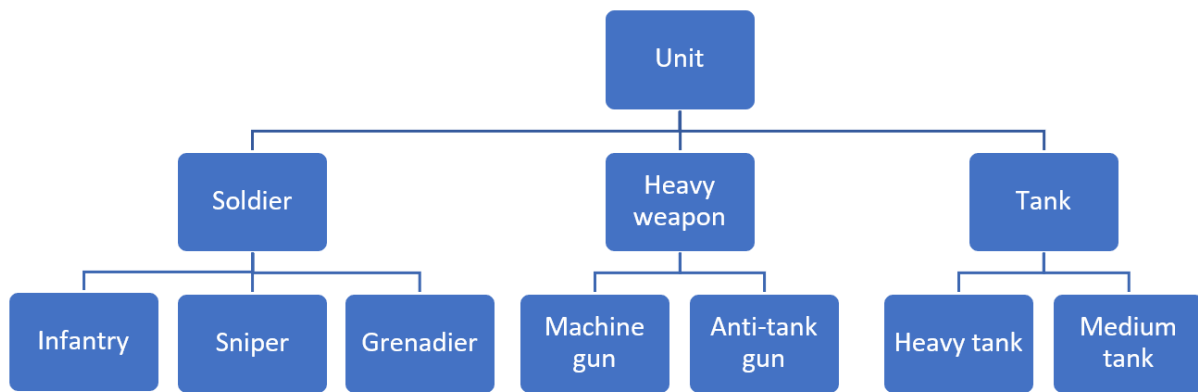 Unit
Soldier
Heavy
weapon
Tank
Infantry
Sniper
Grenadier
Machine
gun
Anti-tank
gun
Heavy tank
Medium
tank